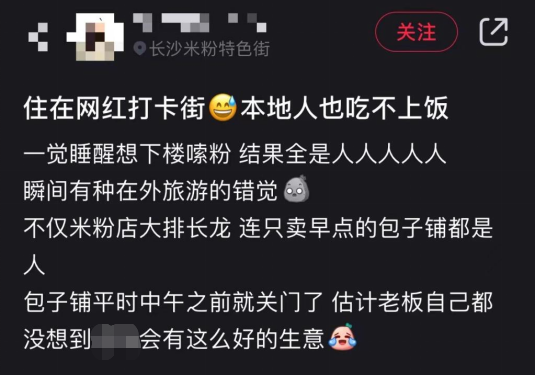 关注
长沙米粉特色街
住在网红打卡街😅本地人也吃不上饭
一觉睡醒想下楼嗦粉 结果全是人人人人人
瞬间有种在外旅游的错觉
不仅米粉店大排长龙 连只卖早点的包子铺都是
人
包子铺平时中午之前就关门了 估计老板自己都
没想到 会有这么好的生意😂